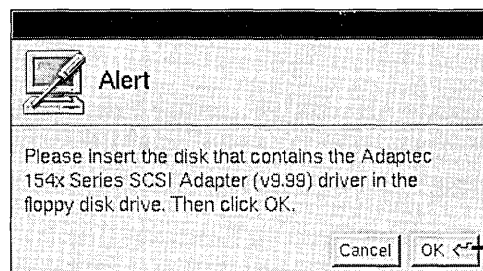 Alert
Please Insert the disk that contains the Adaptec
154x Series SCSI Adapter (v9.99) driver in the
floppy disk drive. Then click OK.
Cancel OK